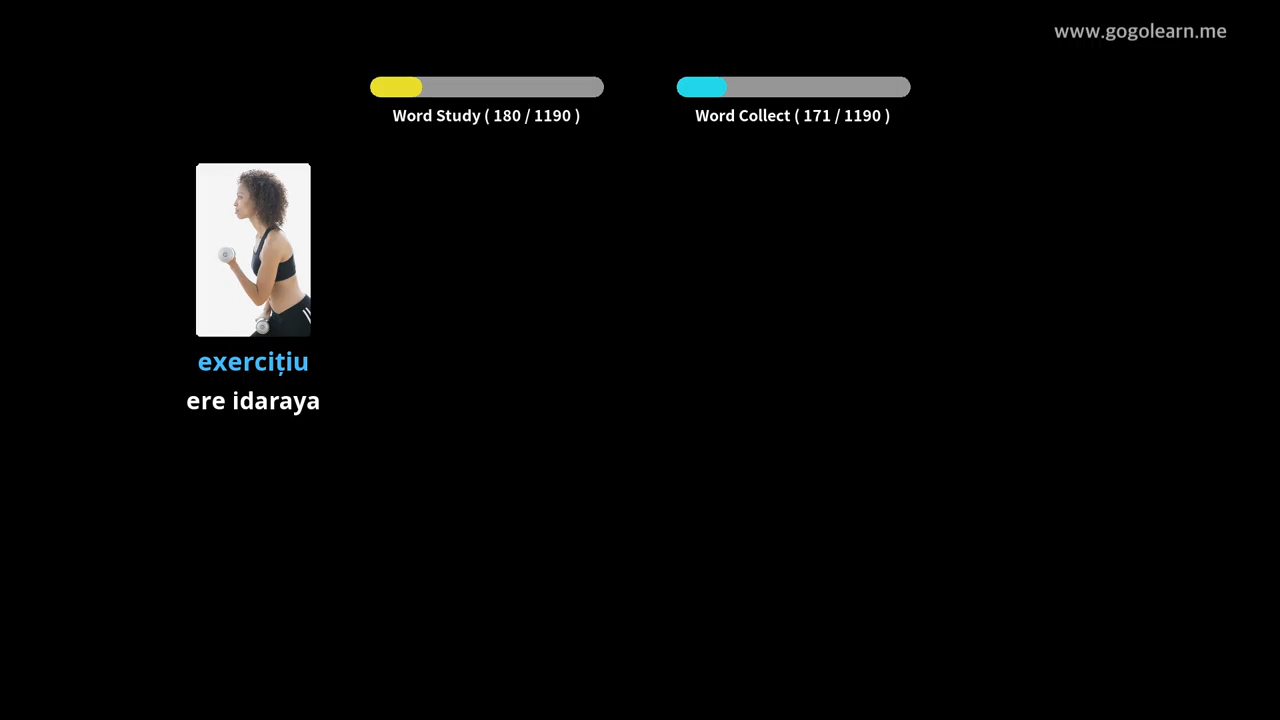 www.gogolearn.me
Word Study ( 180 / 1190 )
Word Collect ( 171 / 1190 )
exercițiu
ere idaraya